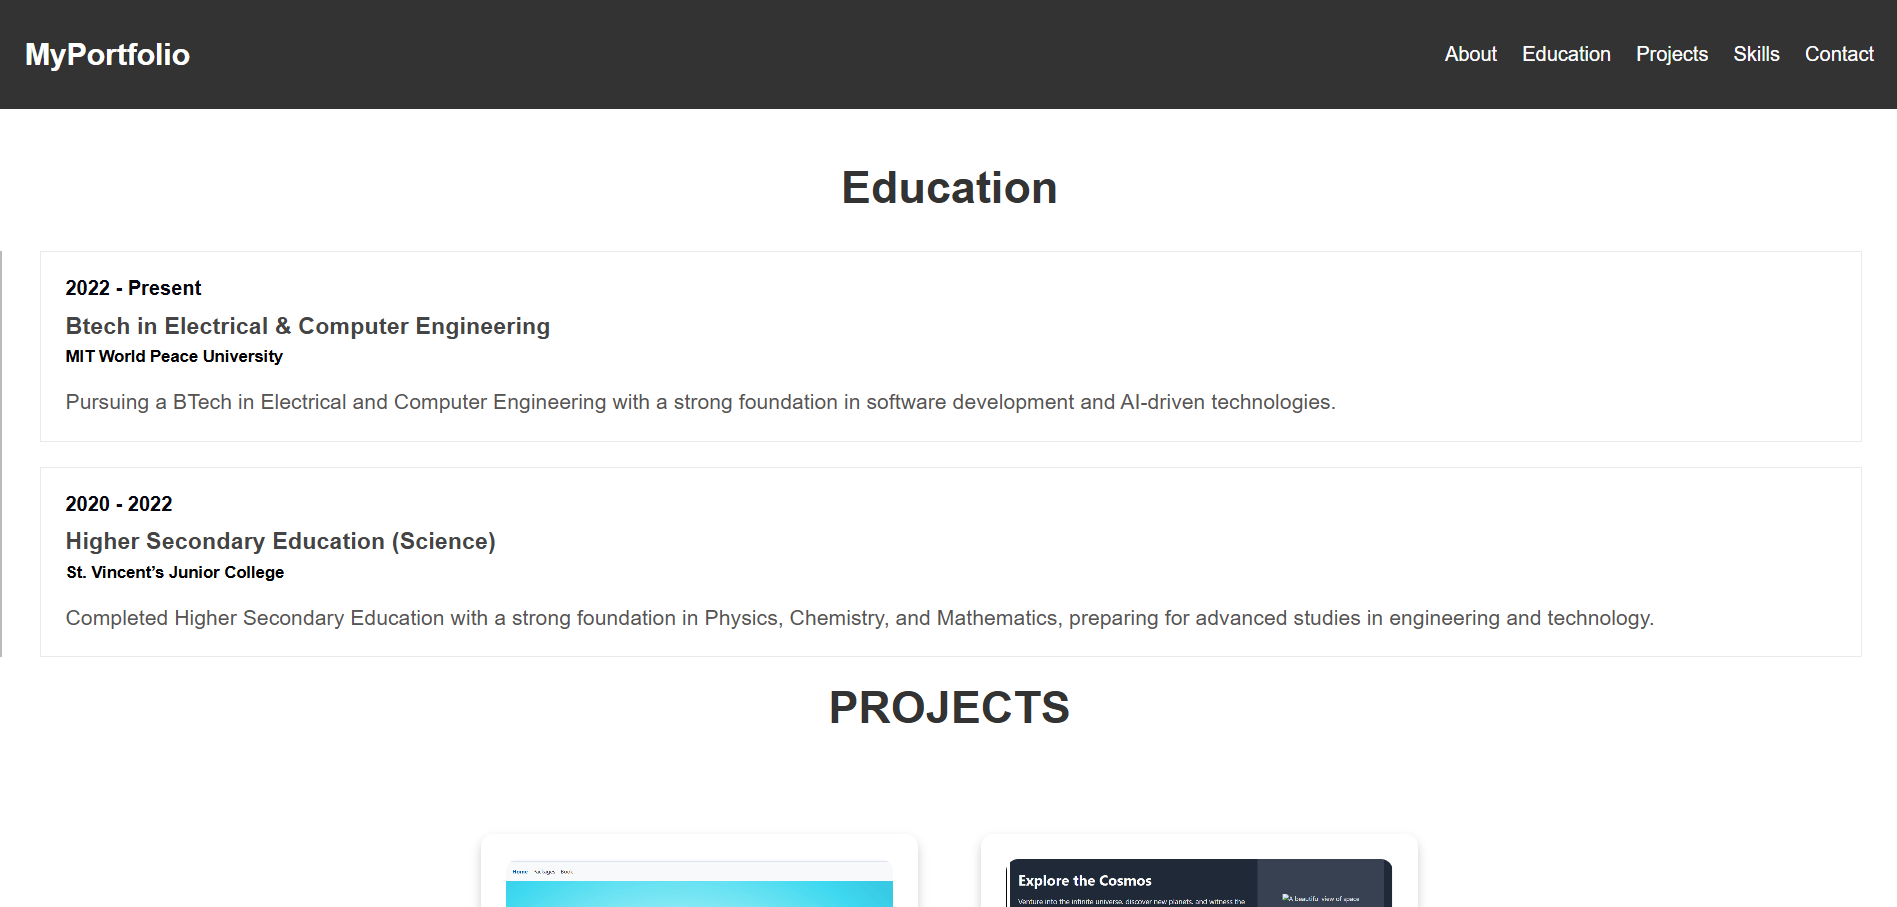 MyPortfolio
About Education Projects Skills Contact
Education
2022 - Present
Btech in Electrical & Computer Engineering
MIT World Peace University
Pursuing a BTech in Electrical and Computer Engineering with a strong foundation in software development and AI-driven technologies.
2020 - 2022
Higher Secondary Education (Science)
St. Vincent’s Junior College
Completed Higher Secondary Education with a strong foundation in Physics, Chemistry, and Mathematics, preparing for advanced studies in engineering and technology.
PROJECTS
Home Packages Book
Explore the Cosmos
Venture into the infinite universe, discover new planets, and witness the
A beautiful view of space